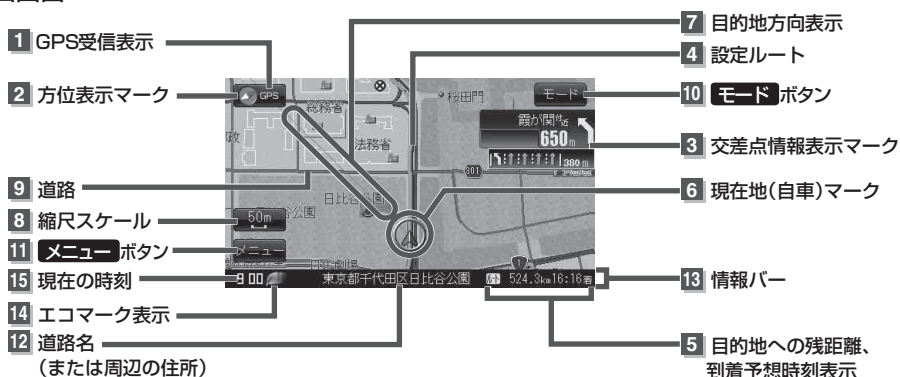 1 GPS受信表示
2 方位表示マーク
9 道路
8 縮尺スケール
11 メニュー ボタン
15 現在の時刻
14 エコマーク表示
12 道路名
(または周辺の住所)
7 目的地方向表示
4 設定ルート
10 モード ボタン
3 交差点情報表示マーク
6 現在地(自車)マーク
13 情報バー
5 目的地への残距離、
到着予想時刻表示
GPS
総務省
法務省
桜田門
モード
霞が関付近
650m
380m
301
日比谷公園
50m
メニュー
1
9:00
東京都千代田区日比谷公園
524.3km16:16着